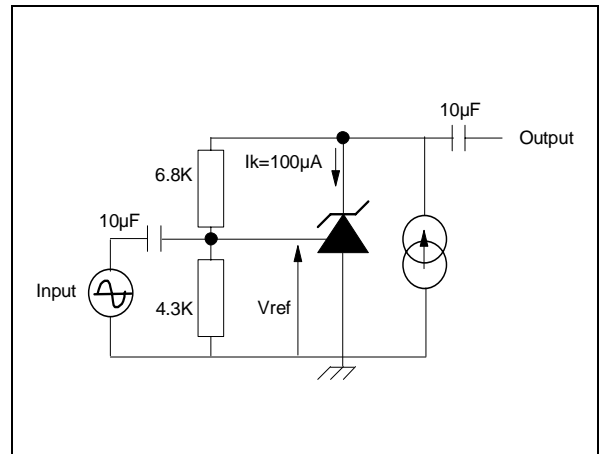 10µF
Output
Ik=100µA
6.8K
10µF
Input
4.3K
Vref